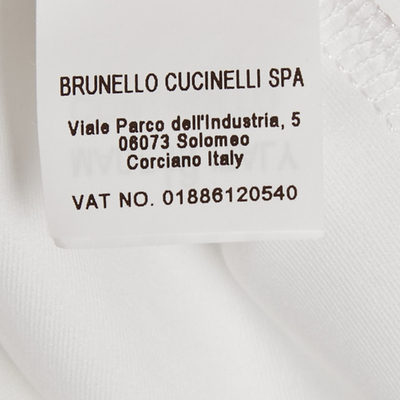 BRUNELLO CUCINELLI SPA
Viale Parco dell'Industria, 5
06073 Solomeo
Corciano Italy
VAT NO. 01886120540